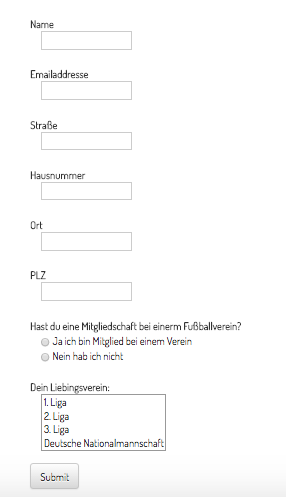 Name
Emailaddresse
Straße
Hausnummer
Ort
PLZ
Hast du eine Mitgliedschaft bei einerm Fußballverein?
Ja ich bin Mitglied bei einem Verein
Nein hab ich nicht
Dein Liebingsverein:
1. Liga
2. Liga
3. Liga
Deutsche Nationalmannschaft
Submit